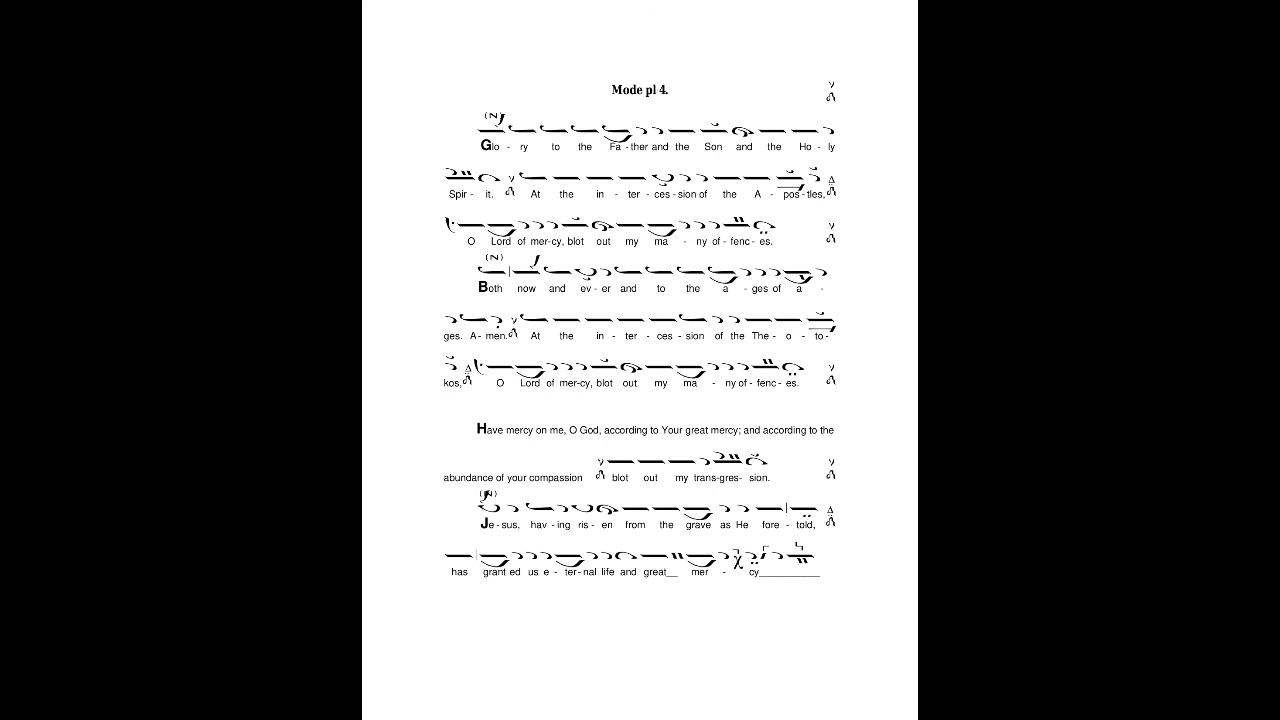 Mode pl 4.
Glo - ry to the Fa - ther and the Son and the Ho - ly
Spir - it. At the in - ter - ces - sion of the A - pos - tles,
O Lord of mer-cy, blot out my ma - ny of - fenc - es.
Both now and ev - er and to the a - ges of a -
ges. A - men. At the in - ter - ces - sion of the The - o - to -
kos, O Lord of mer-cy, blot out my ma - ny of - fenc - es.
Have mercy on me, O God, according to Your great mercy; and according to the
abundance of your compassion blot out my trans-gres- sion.
Je - sus, hav - ing ris - en from the grave as He fore - told,
has grant ed us e - ter - nal life and great__ mer - cy___________